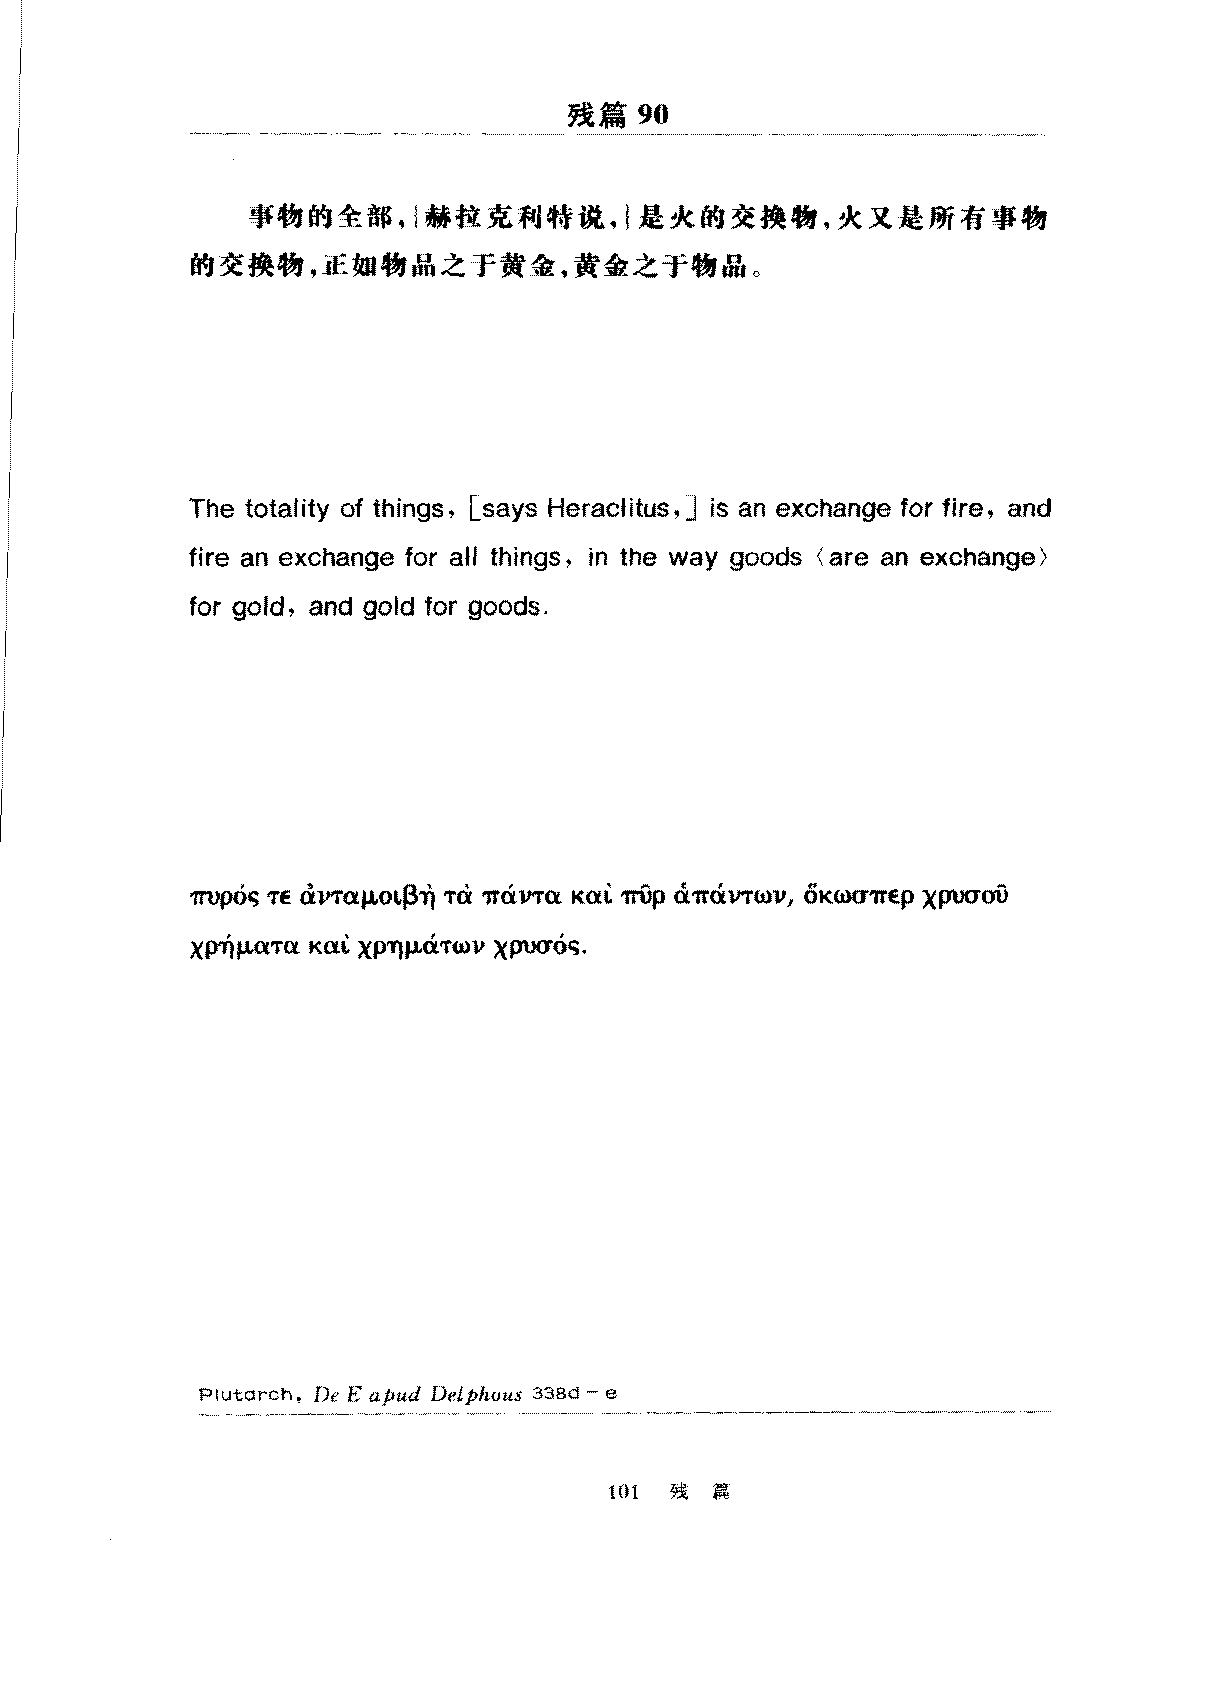 残篇 90
事物的全部,[赫拉克利特说,]是火的交换物,火又是所有事物
的交换物,正如物品之于黄金,黄金之于物品。
The totality of things, [says Heraclitus,] is an exchange for fire, and
fire an exchange for all things, in the way goods 〈are an exchange〉
for gold, and gold for goods.
πυρός τε ἀνταμοιβὴ τὰ πάντα καὶ πῦρ ἁπάντων, ὅκωσπερ χρυσοῦ
χρήματα καὶ χρημάτων χρυσός.
Plutarch, De E apud Delphous 338d-e
101 残 篇